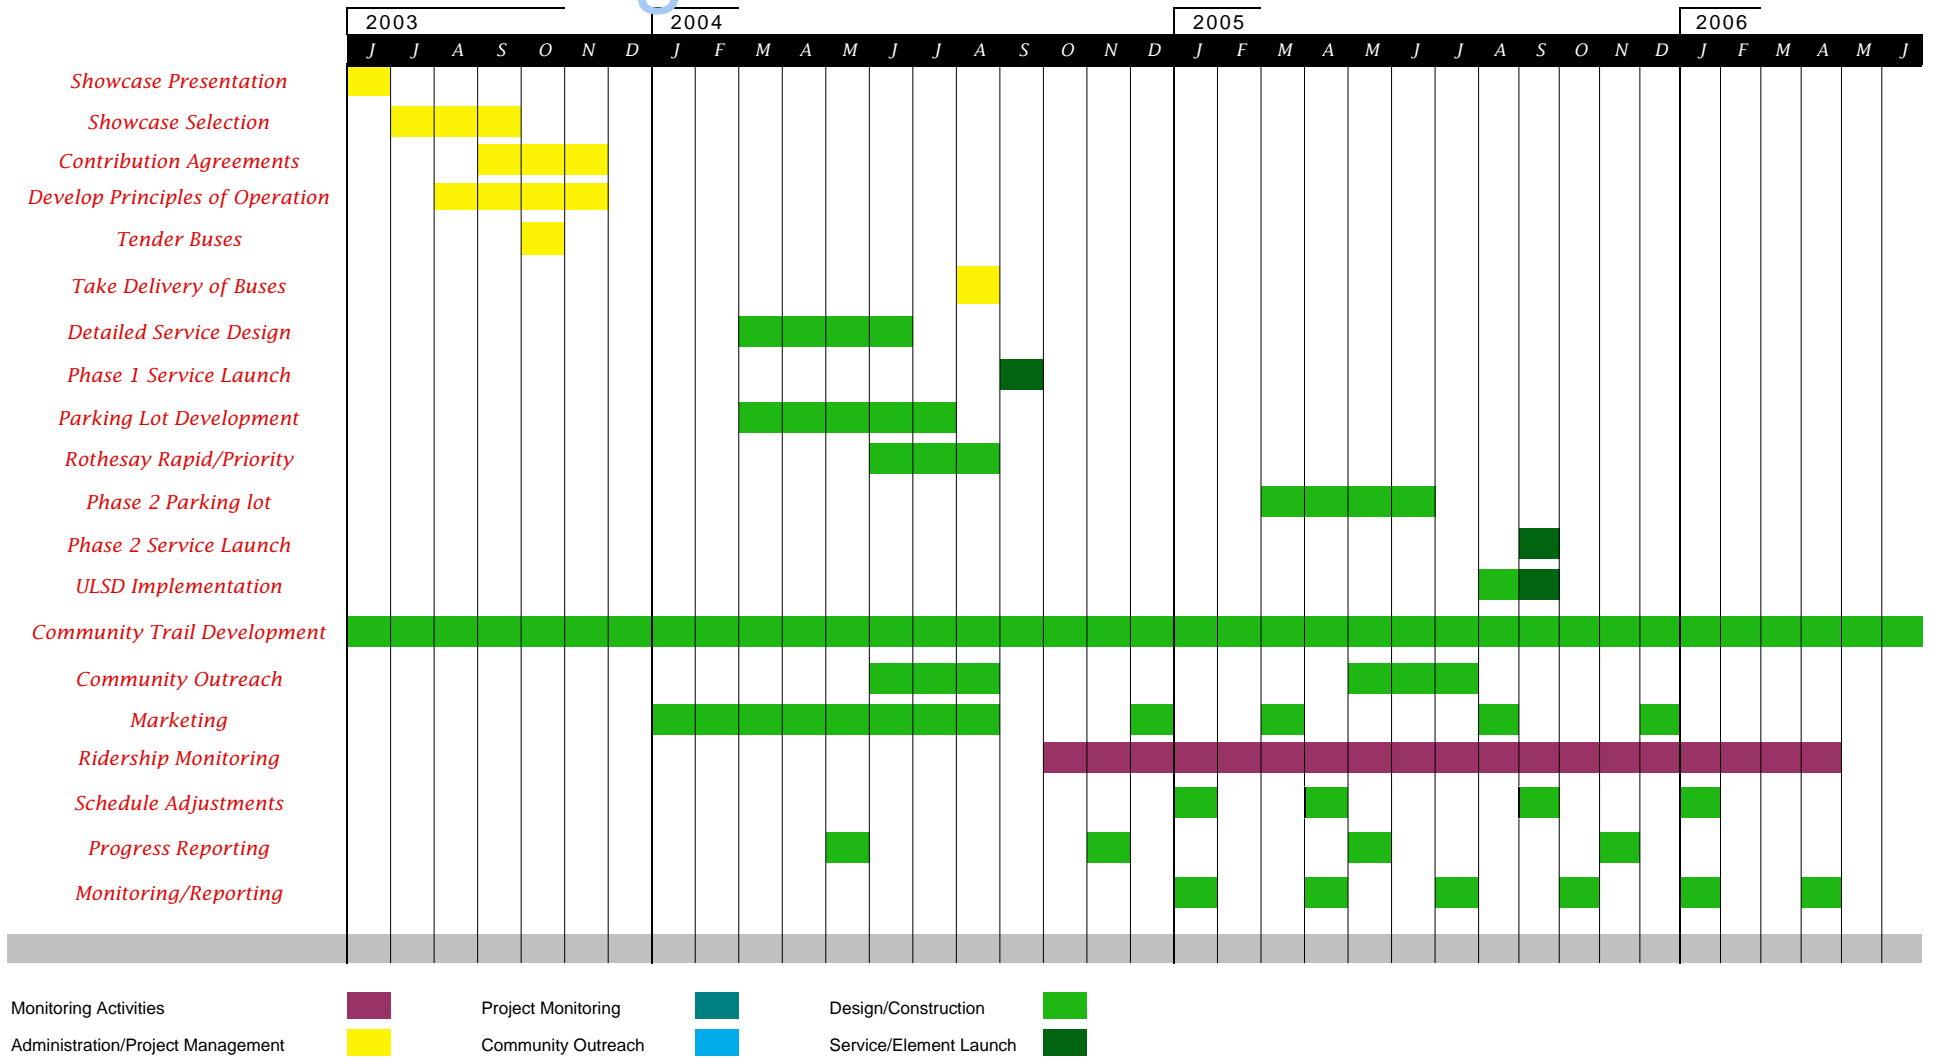 2003 2004 2005 2006
J J A S O N D J F M A M J J A S O N D J F M A M J J A S O N D J F M A M J
Showcase Presentation
Showcase Selection
Contribution Agreements
Develop Principles of Operation
Tender Buses
Take Delivery of Buses
Detailed Service Design
Phase 1 Service Launch
Parking Lot Development
Rothesay Rapid/Priority
Phase 2 Parking lot
Phase 2 Service Launch
ULSD Implementation
Community Trail Development
Community Outreach
Marketing
Ridership Monitoring
Schedule Adjustments
Progress Reporting
Monitoring/Reporting
Monitoring Activities Project Monitoring Design/Construction
Administration/Project Management Community Outreach Service/Element Launch